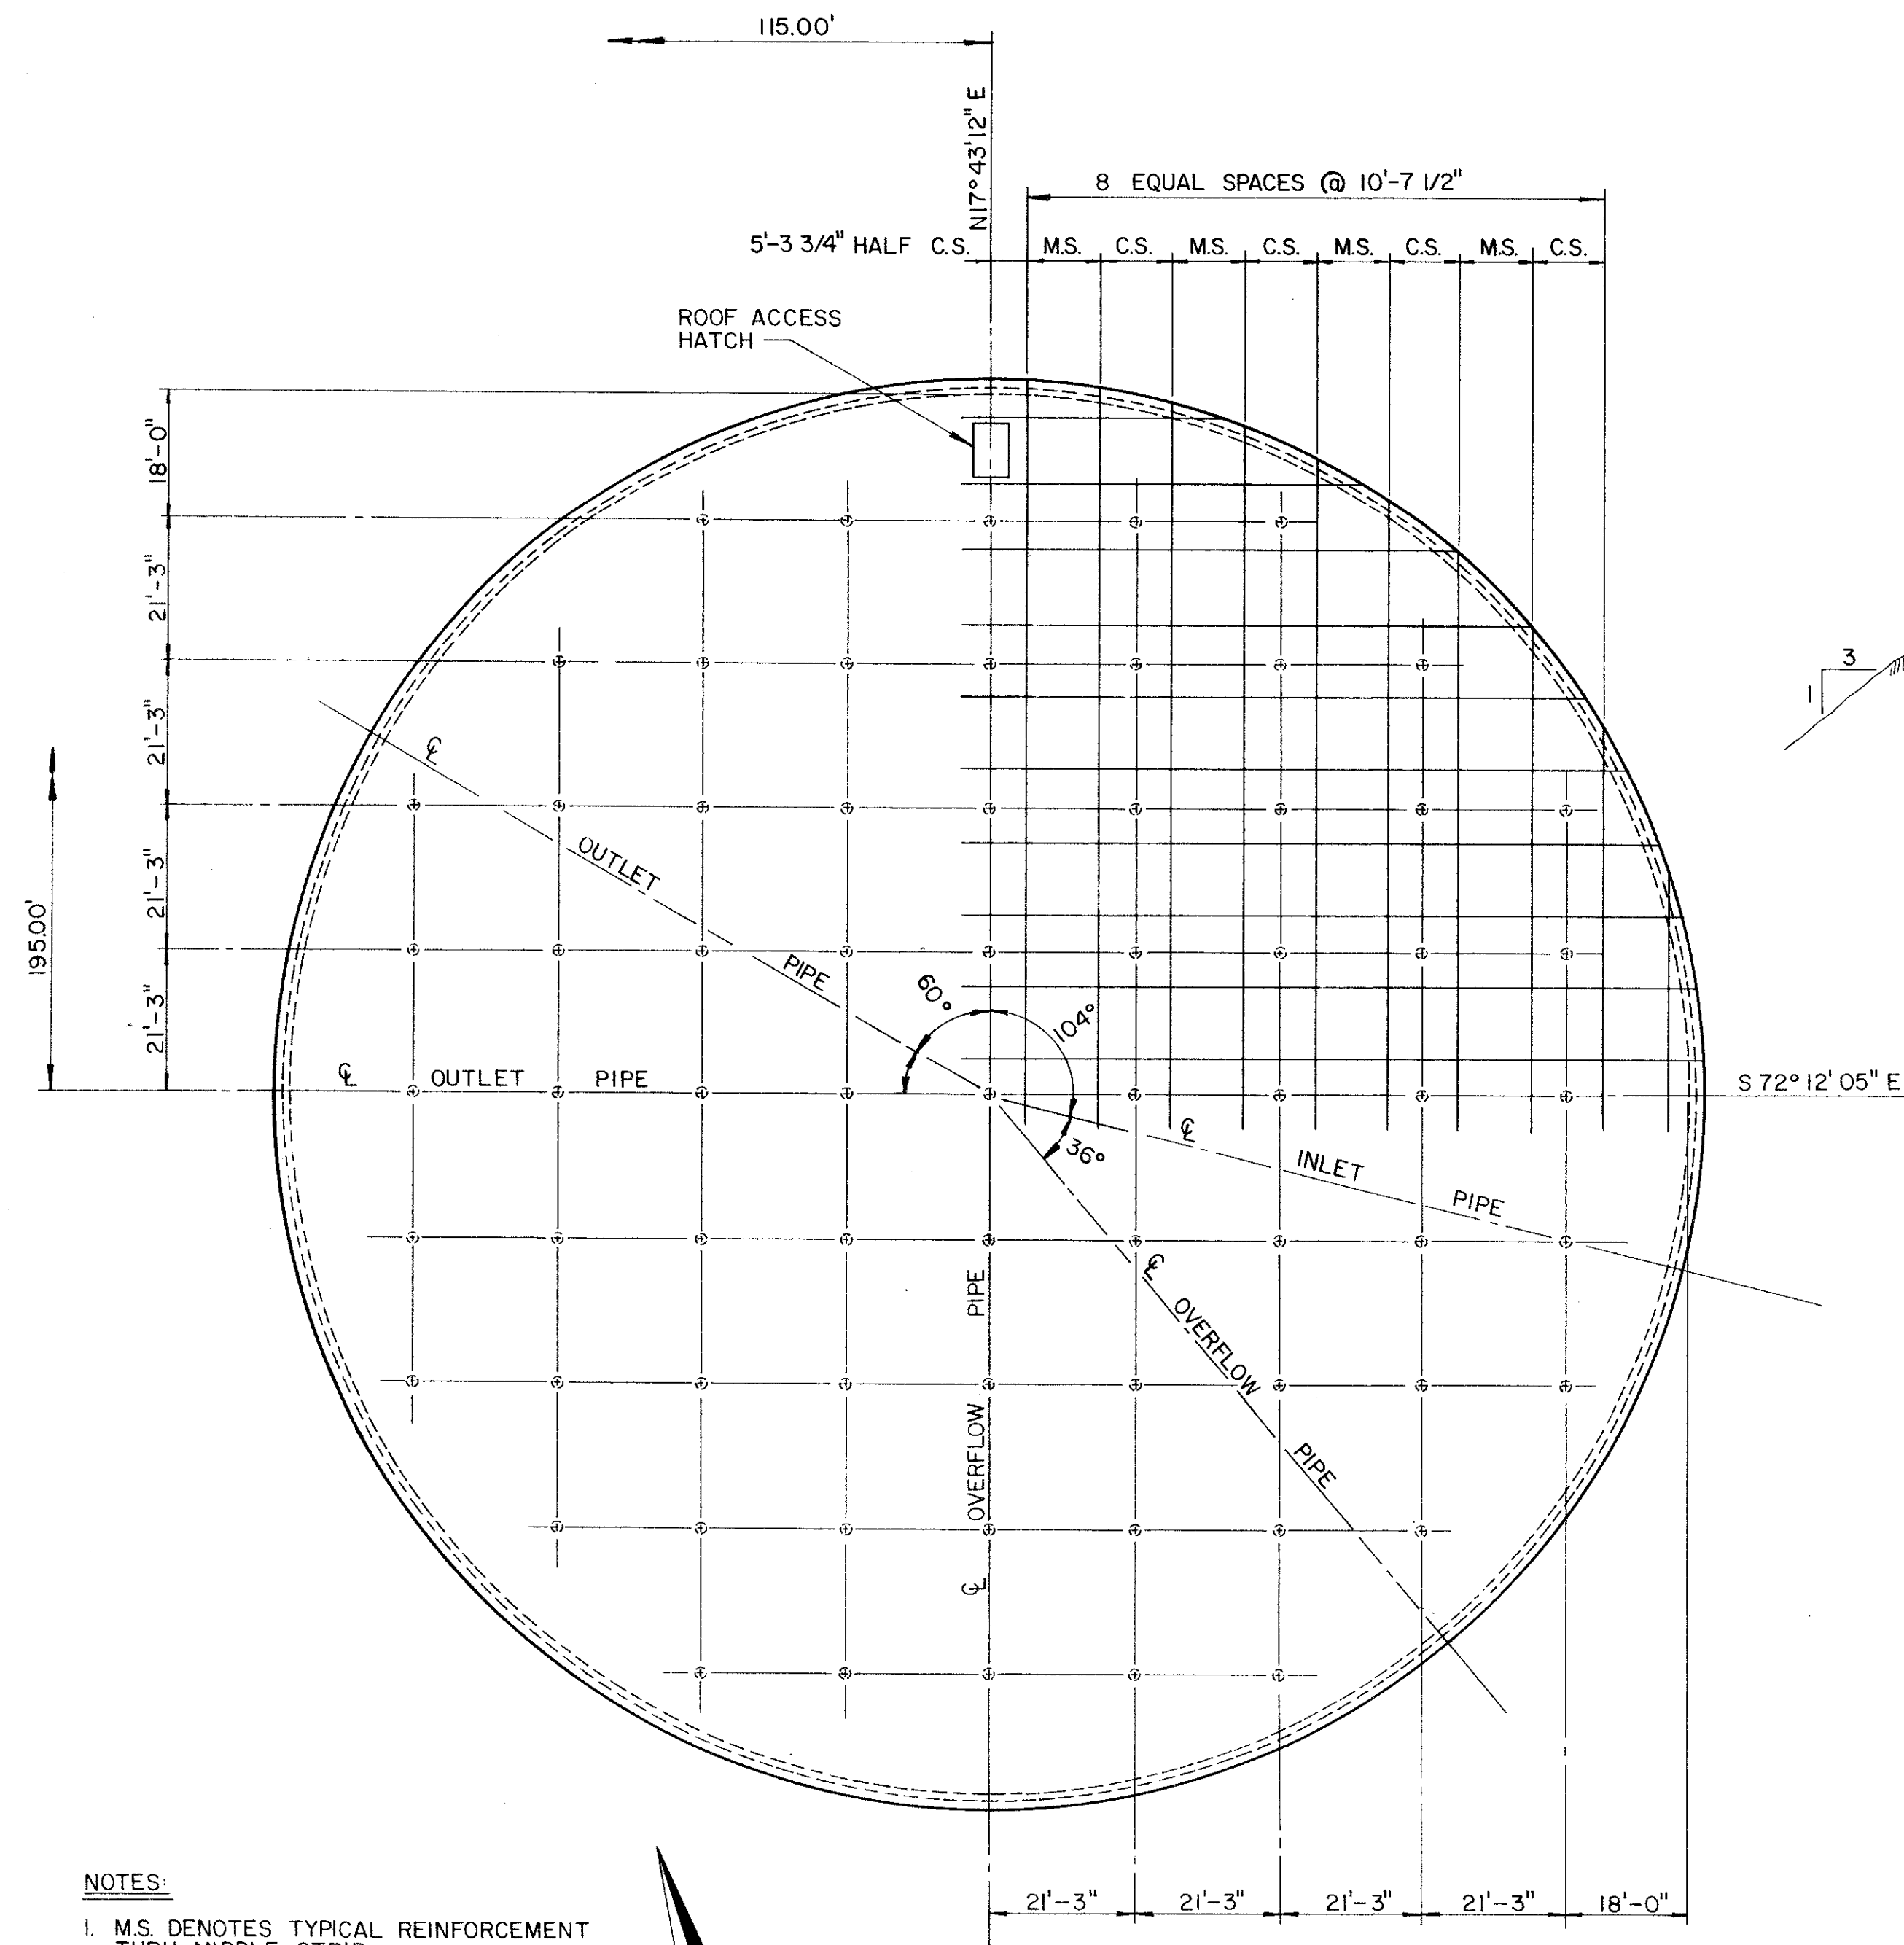 115.00'
N17°43'12" E
8 EQUAL SPACES @ 10'-7 1/2"
5'-3 3/4" HALF C.S.
M.S. C.S. M.S. C.S. M.S. C.S. M.S. C.S.
ROOF ACCESS
HATCH
18'-0"
21'-3"
21'-3"
21'-3"
21'-3"
195.00'
3
1
℄
OUTLET PIPE
60°
104°
℄ OUTLET PIPE
S 72° 12' 05" E
36°
℄
INLET PIPE
℄
OVERFLOW PIPE
℄ OVERFLOW PIPE
NOTES:
21'-3" 21'-3" 21'-3" 21'-3" 18'-0"
1. M.S. DENOTES TYPICAL REINFORCEMENT
THRU MIDDLE STRIP